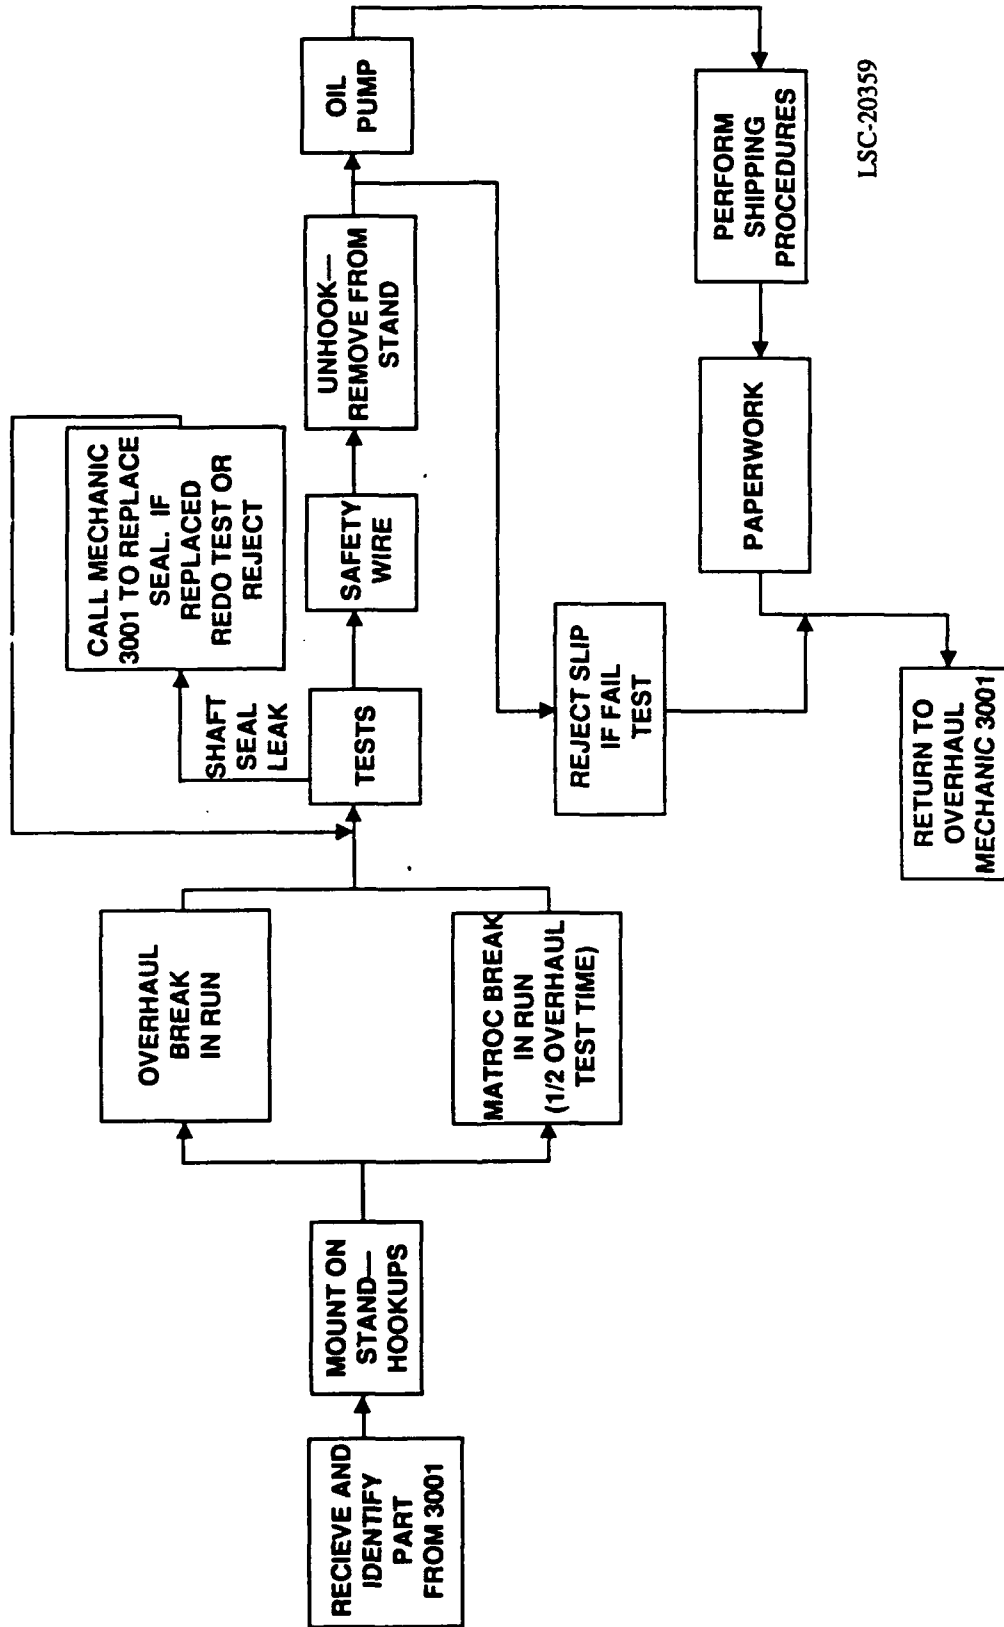 RECIEVE AND
IDENTIFY
PART
FROM 3001
MOUNT ON
STAND—
HOOKUPS
OVERHAUL
BREAK
IN RUN
MATROC BREAK
IN RUN
(1/2 OVERHAUL
TEST TIME)
TESTS
SHAFT
SEAL
LEAK
CALL MECHANIC
3001 TO REPLACE
SEAL. IF
REPLACED
REDO TEST OR
REJECT
SAFETY
WIRE
UNHOOK—
REMOVE FROM
STAND
OIL
PUMP
REJECT SLIP
IF FAIL
TEST
PERFORM
SHIPPING
PROCEDURES
PAPERWORK
RETURN TO
OVERHAUL
MECHANIC 3001
LSC-20359